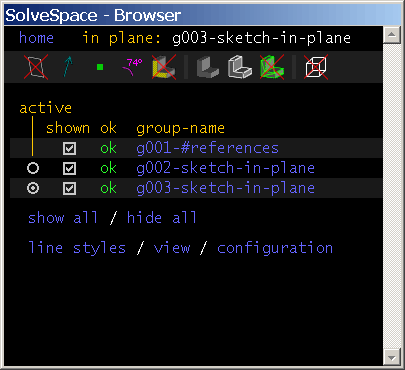 SolveSpace - Browser
home in plane: g003-sketch-in-plane
74°
active
shown ok group-name
ok g001-#references
ok g002-sketch-in-plane
ok g003-sketch-in-plane
show all / hide all
line styles / view / configuration